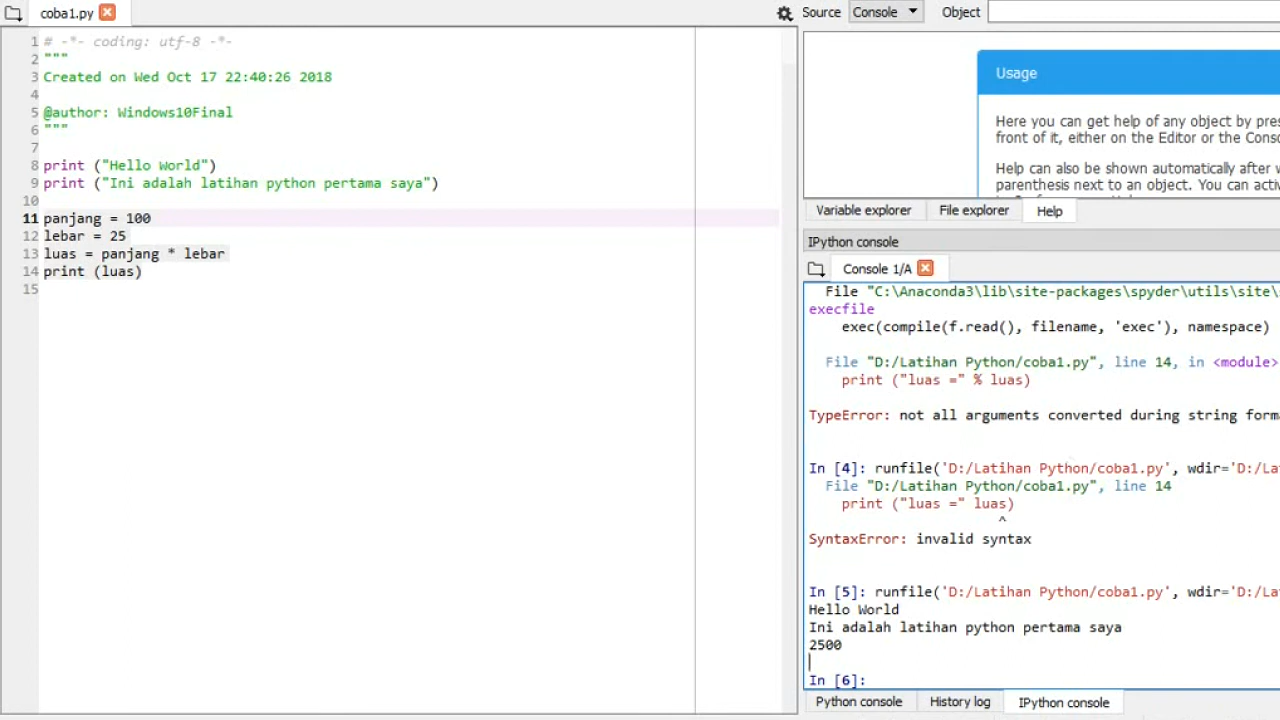 coba1.py
1 # -*- coding: utf-8 -*-
2 """
3 Created on Wed Oct 17 22:40:26 2018
4
5 @author: Windows10Final
6 """
7
8 print ("Hello World")
9 print ("Ini adalah latihan python pertama saya")
10
11 panjang = 100
12 lebar = 25
13 luas = panjang * lebar
14 print (luas)
15
Source Console Object
Usage
Here you can get help of any object by pres
front of it, either on the Editor or the Conso
Help can also be shown automatically after w
parenthesis next to an object. You can activ
Variable explorer File explorer Help
IPython console
Console 1/A
File "C:\Anaconda3\lib\site-packages\spyder\utils\site\s
execfile
exec(compile(f.read(), filename, 'exec'), namespace)
File "D:/Latihan Python/coba1.py", line 14, in <module>
print ("luas =" % luas)
TypeError: not all arguments converted during string forma
In [4]: runfile('D:/Latihan Python/coba1.py', wdir='D:/La
File "D:/Latihan Python/coba1.py", line 14
print ("luas =" luas)
^
SyntaxError: invalid syntax
In [5]: runfile('D:/Latihan Python/coba1.py', wdir='D:/La
Hello World
Ini adalah latihan python pertama saya
2500
In [6]:
Python console History log IPython console